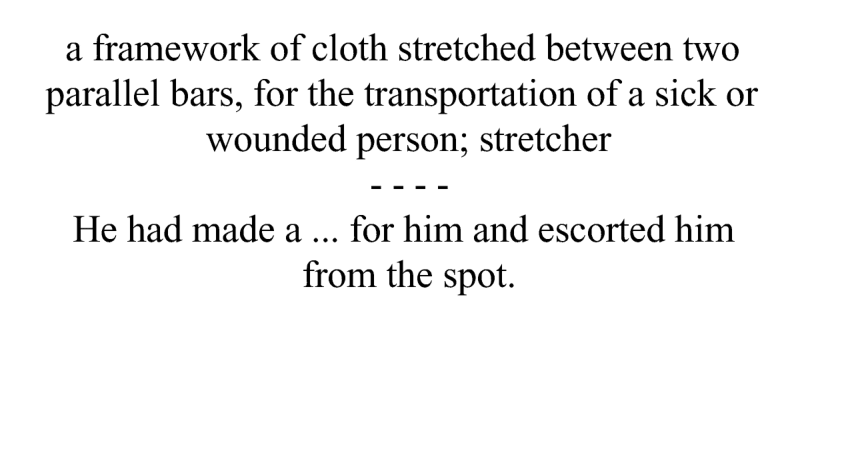 a framework of cloth stretched between two
parallel bars, for the transportation of a sick or
wounded person; stretcher
- - - -
He had made a ... for him and escorted him
from the spot.